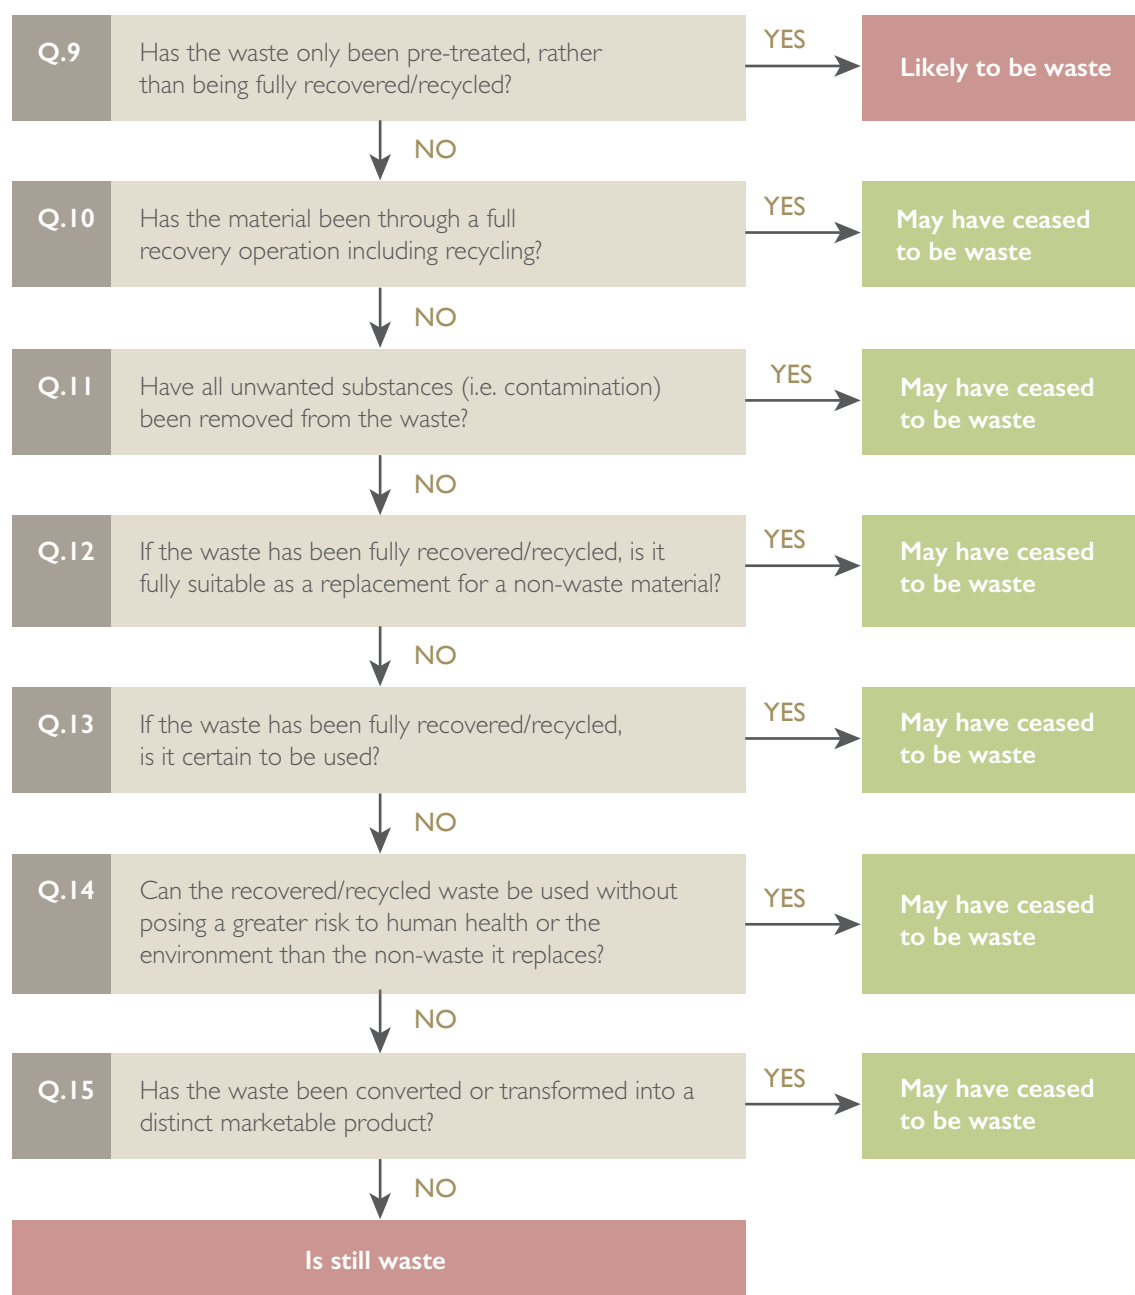 Q.9
Has the waste only been pre-treated, rather
than being fully recovered/recycled?
YES
Likely to be waste
NO
Q.10
Has the material been through a full
recovery operation including recycling?
YES
May have ceased
to be waste
NO
Q.11
Have all unwanted substances (i.e. contamination)
been removed from the waste?
YES
May have ceased
to be waste
NO
Q.12
If the waste has been fully recovered/recycled, is it
fully suitable as a replacement for a non-waste material?
YES
May have ceased
to be waste
NO
Q.13
If the waste has been fully recovered/recycled,
is it certain to be used?
YES
May have ceased
to be waste
NO
Q.14
Can the recovered/recycled waste be used without
posing a greater risk to human health or the
environment than the non-waste it replaces?
YES
May have ceased
to be waste
NO
Q.15
Has the waste been converted or transformed into a
distinct marketable product?
YES
May have ceased
to be waste
NO
Is still waste